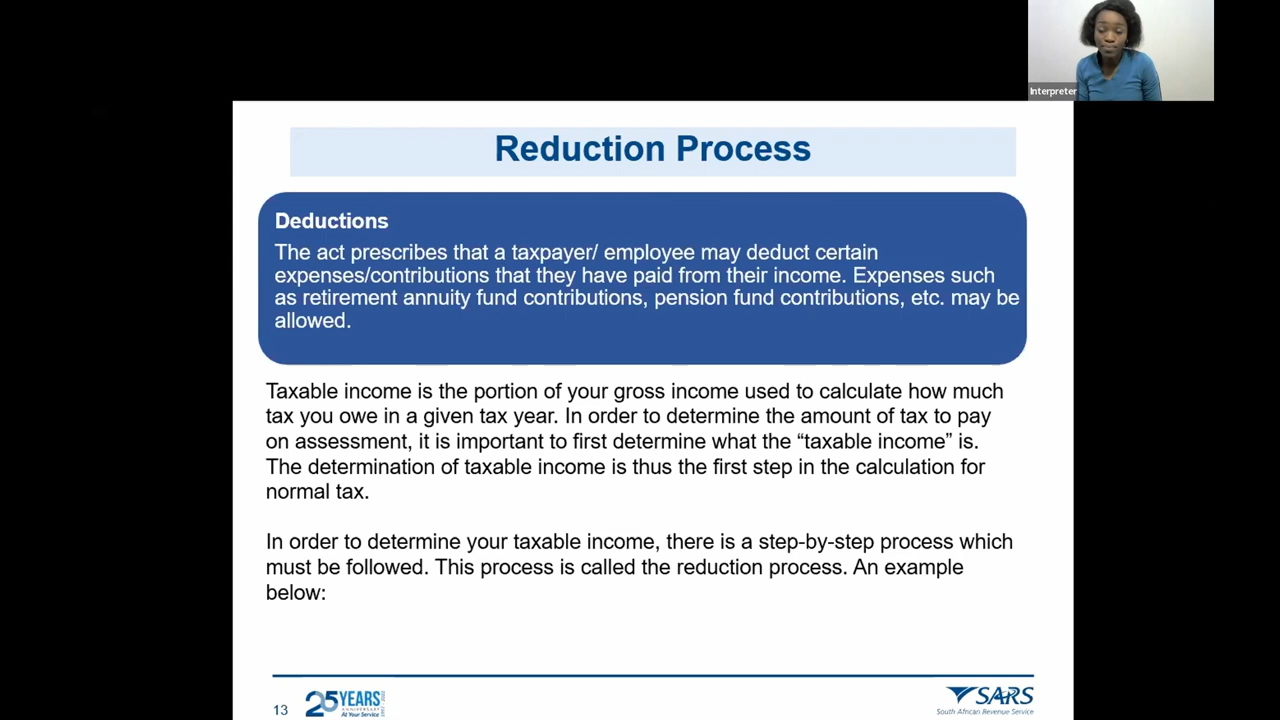 Interpreter
Reduction Process
Deductions
The act prescribes that a taxpayer/ employee may deduct certain
expenses/contributions that they have paid from their income. Expenses such
as retirement annuity fund contributions, pension fund contributions, etc. may be
allowed.
Taxable income is the portion of your gross income used to calculate how much
tax you owe in a given tax year. In order to determine the amount of tax to pay
on assessment, it is important to first determine what the “taxable income” is.
The determination of taxable income is thus the first step in the calculation for
normal tax.
In order to determine your taxable income, there is a step-by-step process which
must be followed. This process is called the reduction process. An example
below:
13
25 YEARS
ANNIVERSARY
At Your Service
SARS
South African Revenue Service